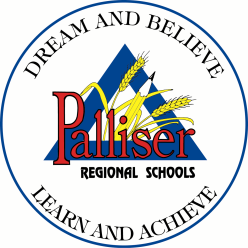 DREAM AND BELIEVE
Palliser
REGIONAL SCHOOLS
LEARN AND ACHIEVE